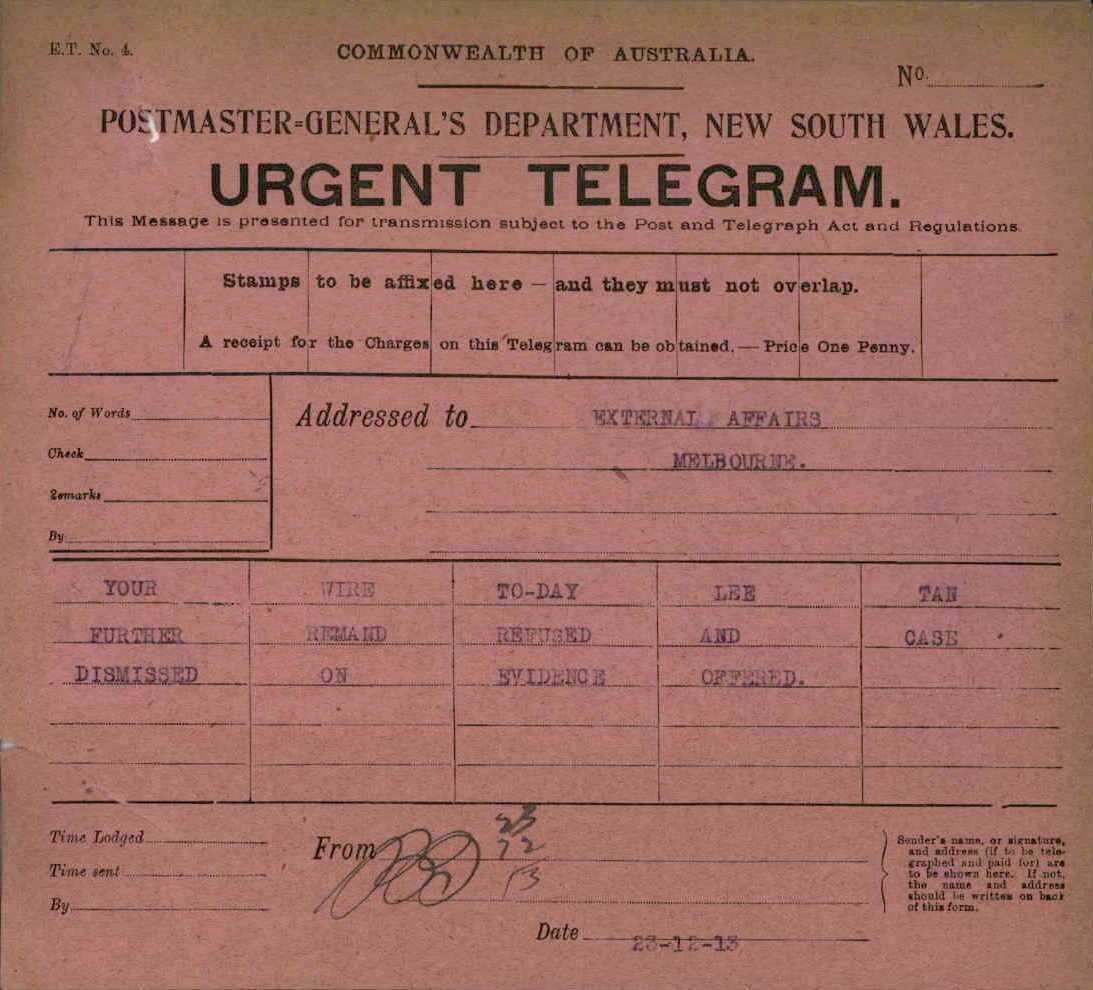 E.T. No. 4.
COMMONWEALTH OF AUSTRALIA.
No.
POSTMASTER=GENERAL'S DEPARTMENT, NEW SOUTH WALES.
URGENT TELEGRAM.
This Message is presented for transmission subject to the Post and Telegraph Act and Regulations.
Stamps to be affixed here — and they must not overlap.
A receipt for the Charges on this Telegram can be obtained. — Price One Penny.
No. of Words
Check
Remarks
By
Addressed to EXTERNAL AFFAIRS
MELBOURNE.
YOUR WIRE TO-DAY LEE TAN
FURTHER REMAND REFUSED AND CASE
DISMISSED ON EVIDENCE OFFERED.
Time Lodged
Time sent
By
From
23
12
13
Sender's name, or signature,
and address (if to be tele-
graphed and paid for) are
to be shown here. If not,
the name and address
should be written on back
of this form.
Date 23-12-13